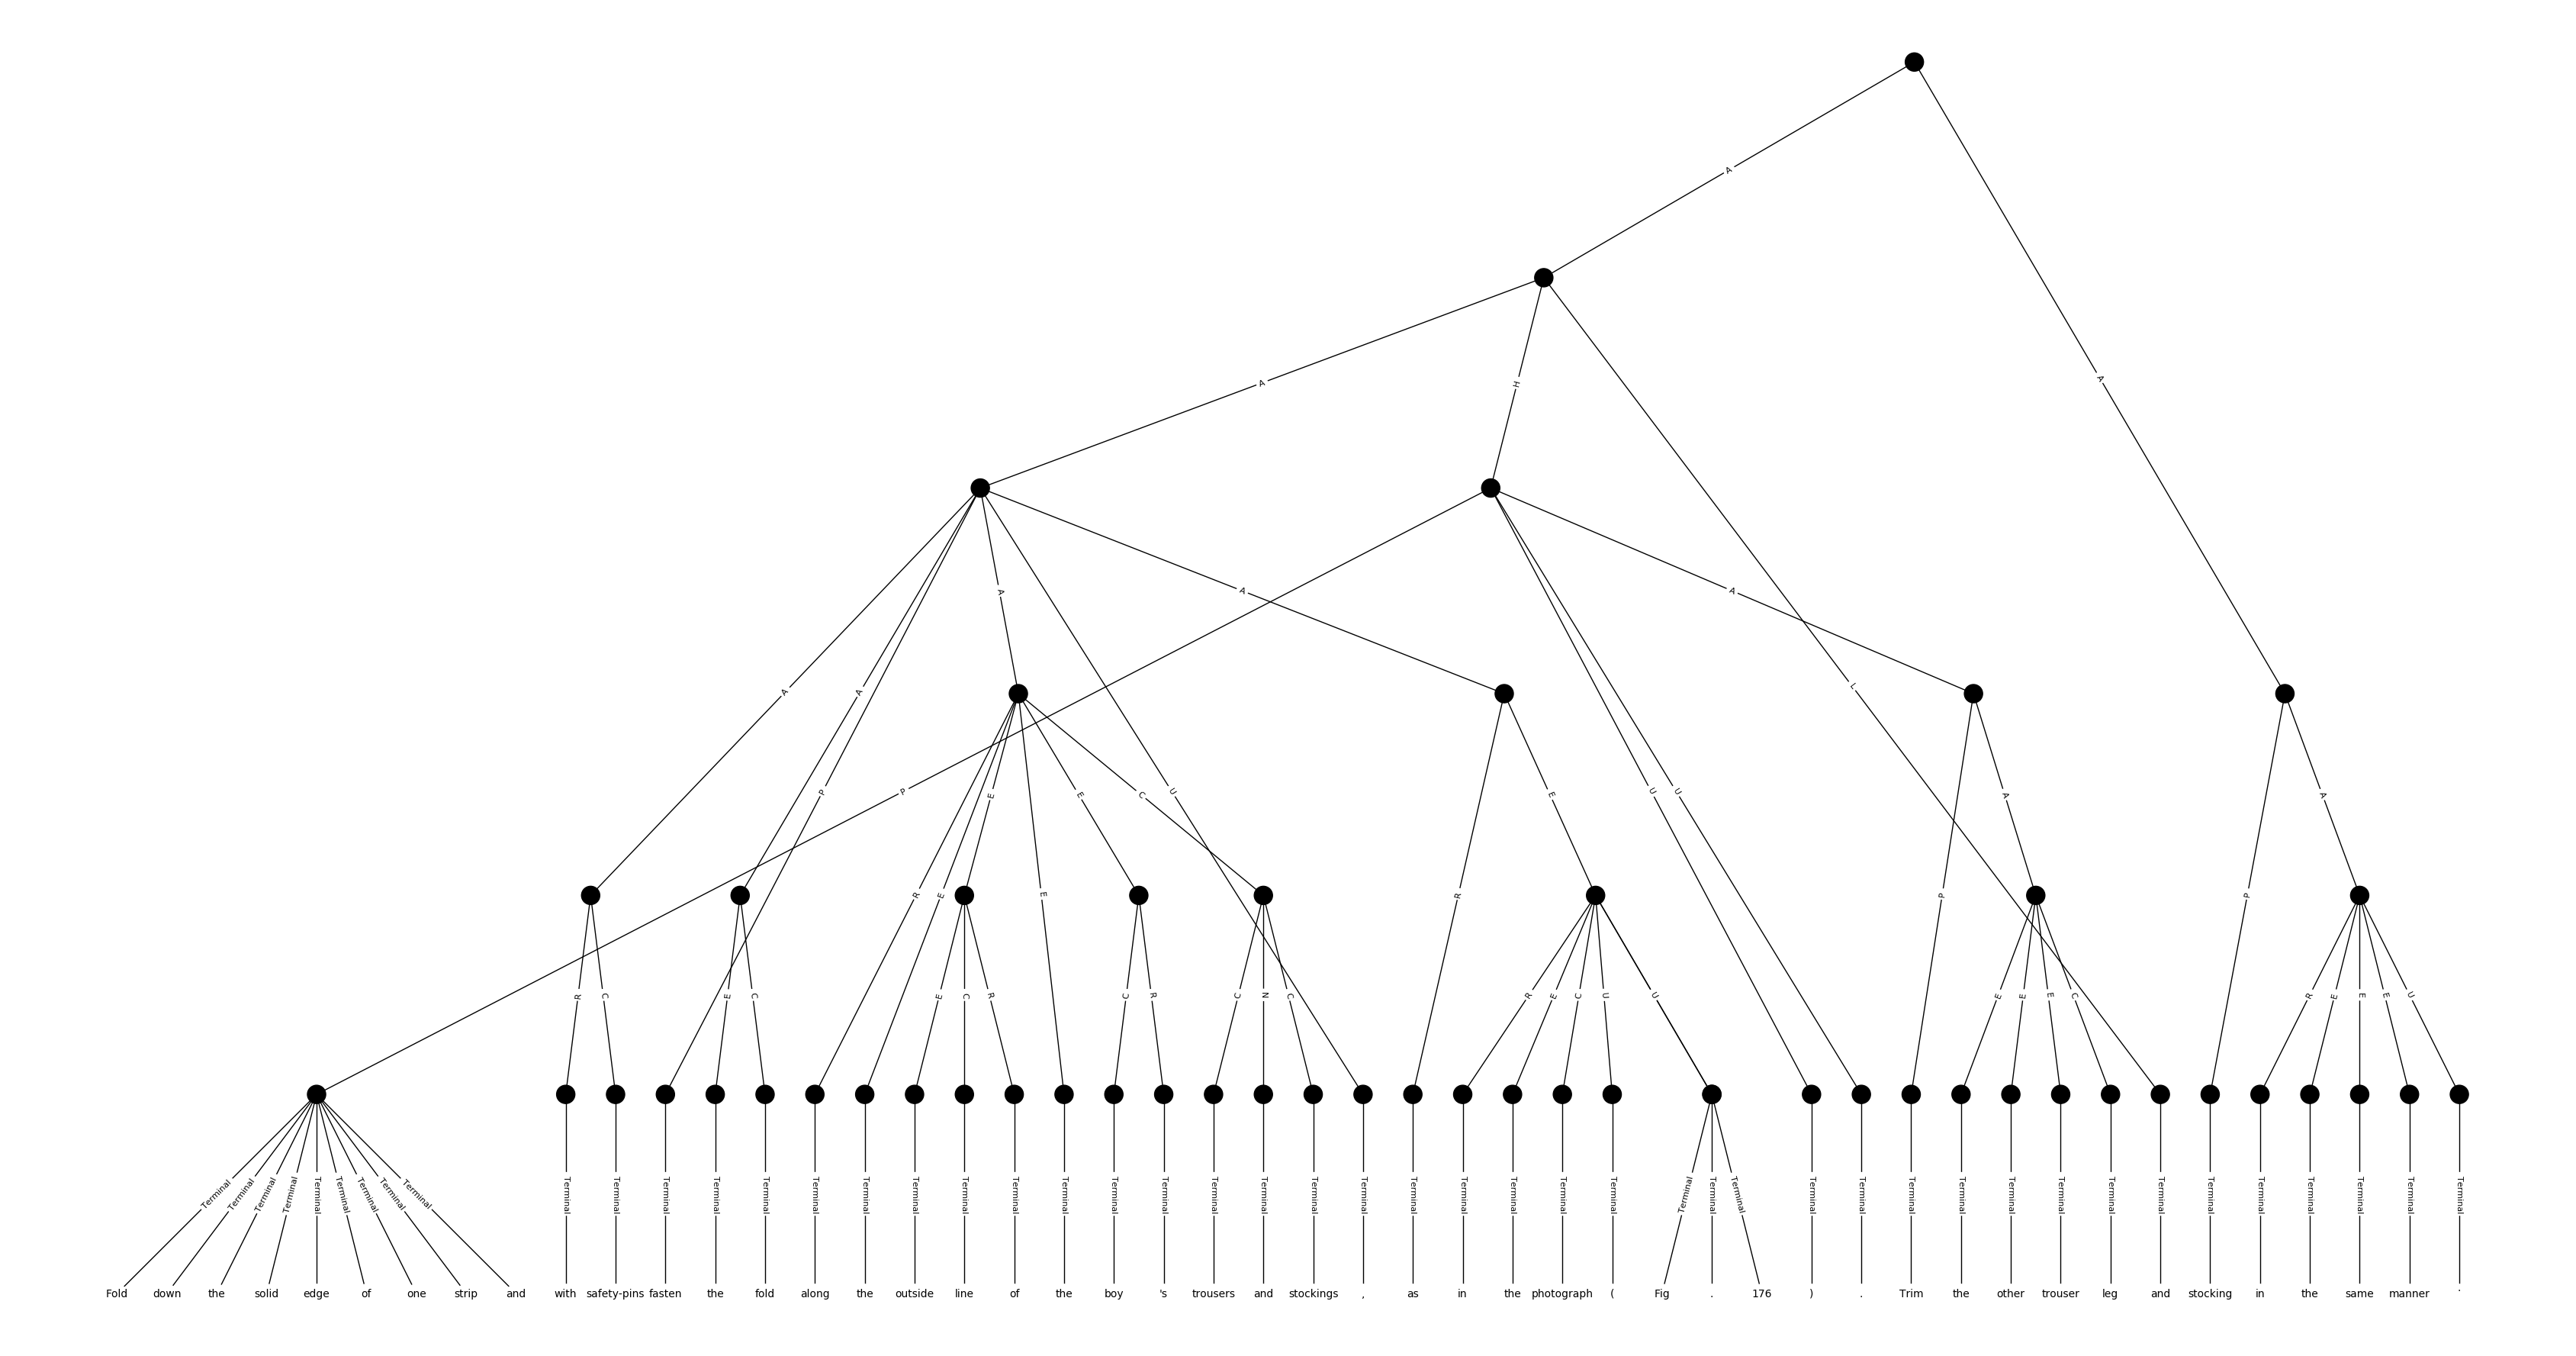 A
A H L A
A A P A U A P U U A
R E E E E C R E P A P A
R C E C E C R C R C N C R E C U U E E E C R E E E U
Terminal Terminal Terminal Terminal Terminal Terminal Terminal Terminal Terminal Terminal Terminal Terminal Terminal Terminal Terminal Terminal Terminal Terminal Terminal Terminal Terminal Terminal Terminal Terminal Terminal Terminal Terminal Terminal Terminal Terminal Terminal Terminal Terminal Terminal Terminal Terminal Terminal Terminal Terminal Terminal Terminal Terminal Terminal Terminal Terminal Terminal Terminal Terminal
Fold down the solid edge of one strip and with safety-pins fasten the fold along the outside line of the boy 's trousers and stockings , as in the photograph ( Fig . 176 ) . Trim the other trouser leg and stocking in the same manner .